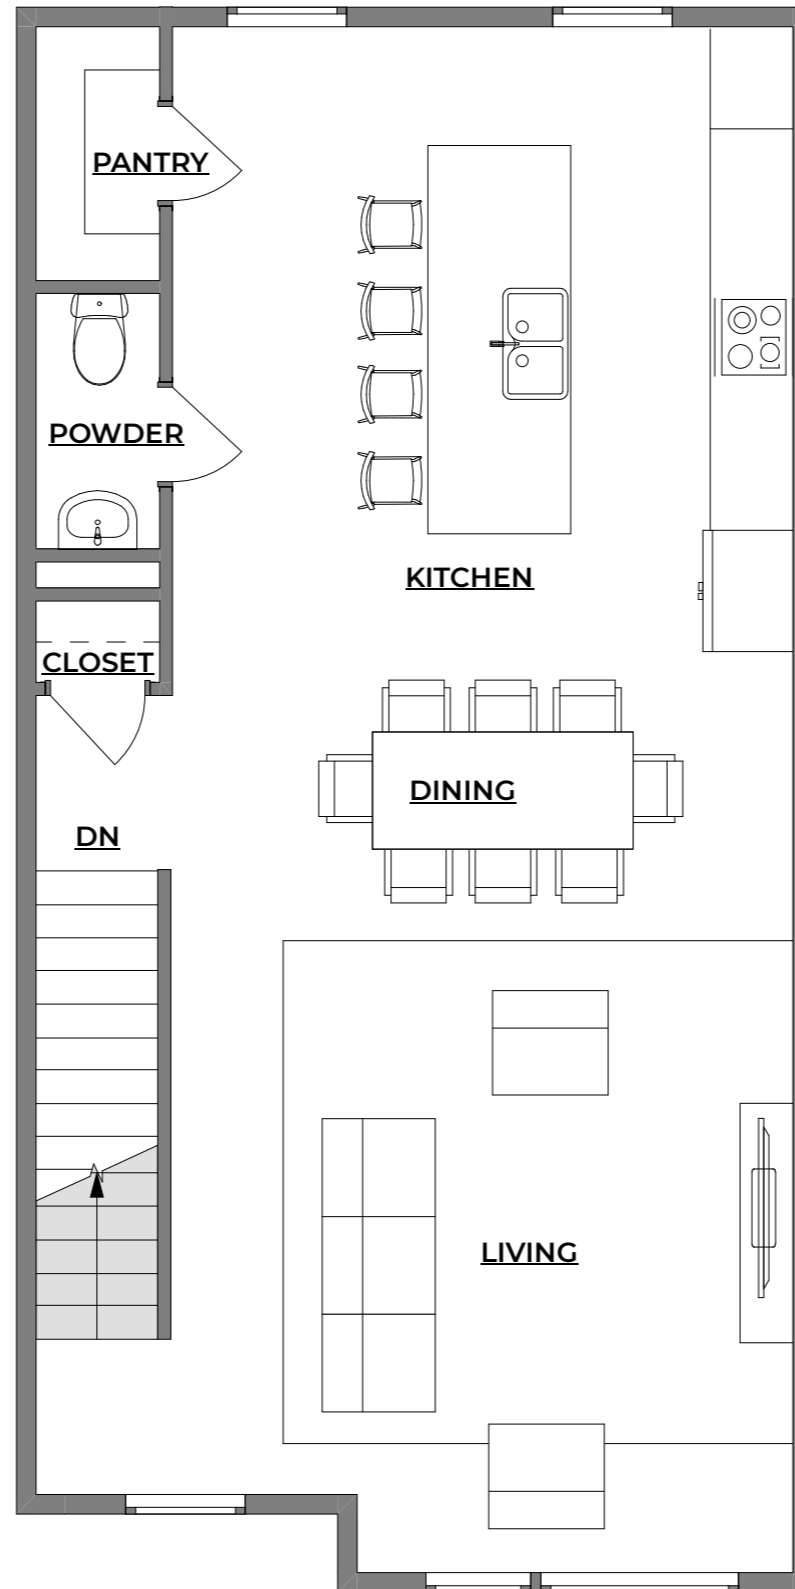 PANTRY
POWDER
KITCHEN
CLOSET
DINING
DN
LIVING